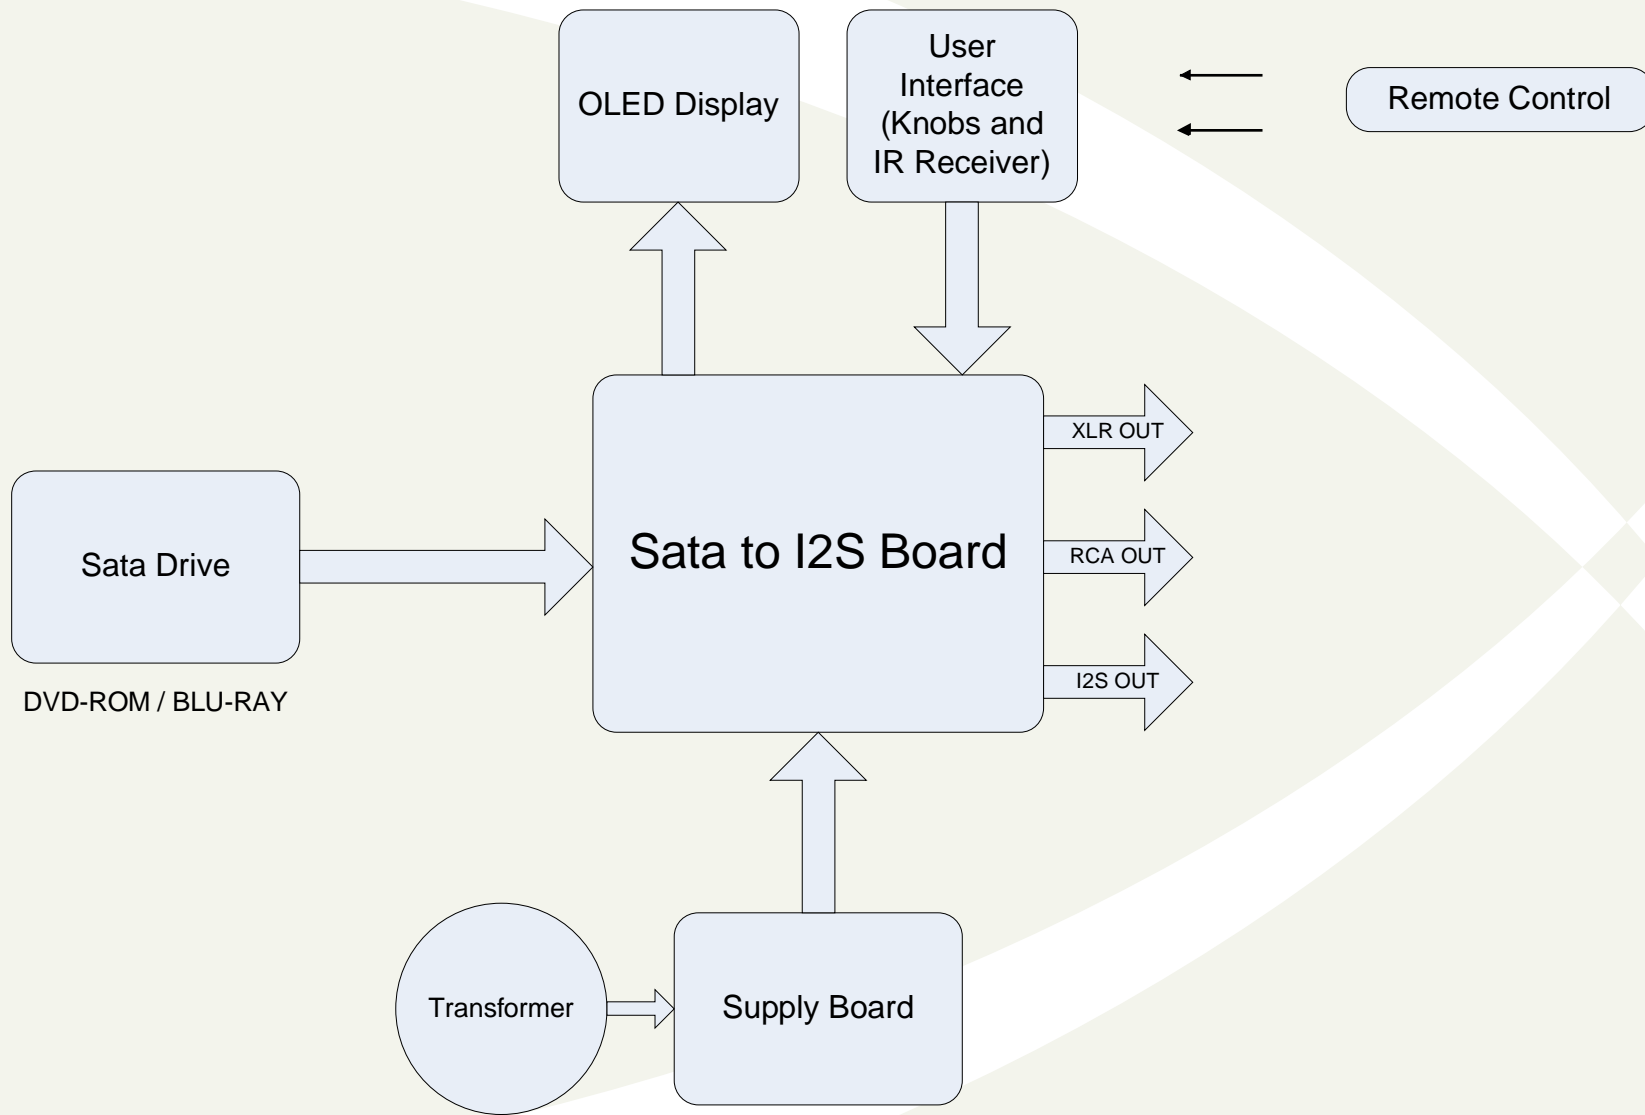 OLED Display
User
Interface
(Knobs and
IR Receiver)
Remote Control
XLR OUT
Sata Drive
Sata to I2S Board
RCA OUT
I2S OUT
DVD-ROM / BLU-RAY
Transformer
Supply Board